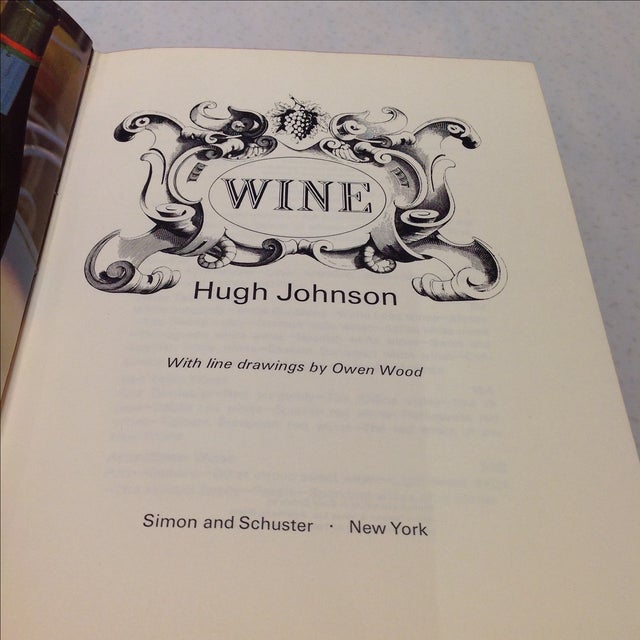 WINE
Hugh Johnson
With line drawings by Owen Wood
Simon and Schuster · New York